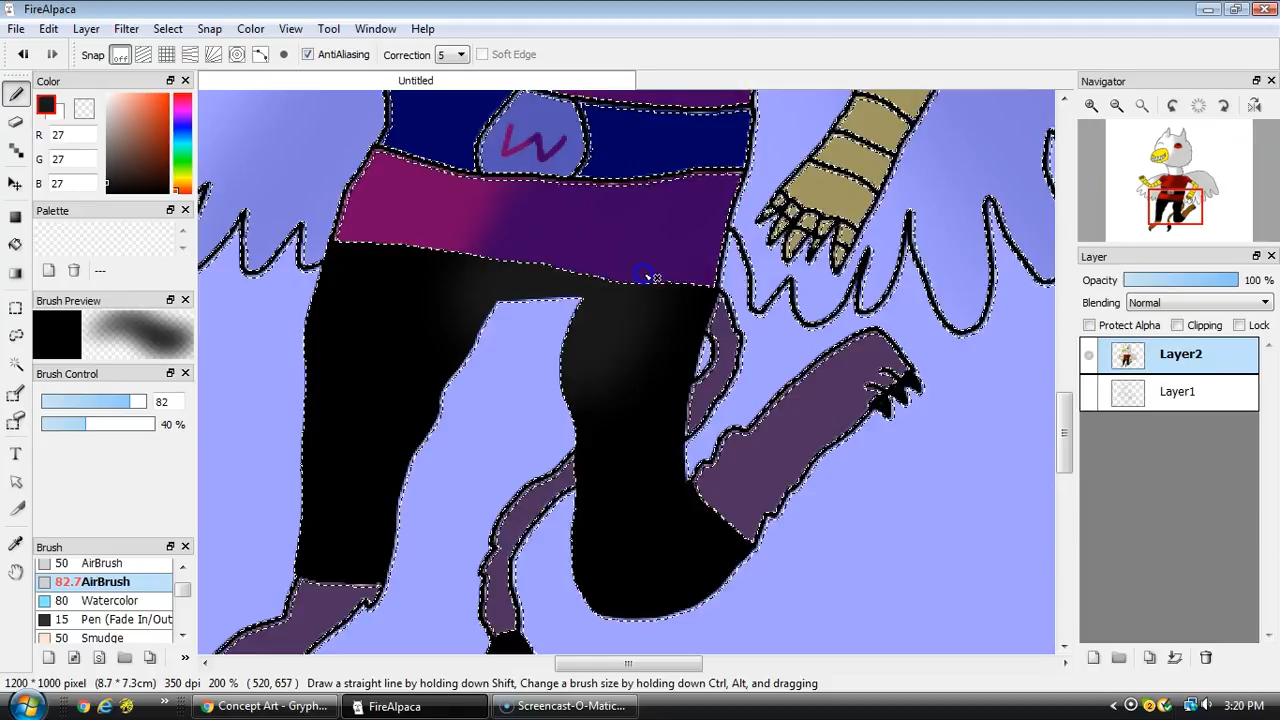 FireAlpaca
File Edit Layer Filter Select Snap Color View Tool Window Help
Snap off AntiAliasing Correction 5 Soft Edge
Color
Untitled
Navigator
R 27
G 27
B 27
W
Palette
---
Brush Preview
Layer
Opacity 100 %
Blending Normal
Protect Alpha Clipping Lock
Layer2
Layer1
Brush Control
82
40 %
Brush
50 AirBrush
82.7 AirBrush
80 Watercolor
15 Pen (Fade In/Out
50 Smudge
1200 * 1000 pixel (8.7 * 7.3cm) 350 dpi 200 % ( 520, 657 ) Draw a straight line by holding down Shift, Change a brush size by holding down Ctrl, Alt, and dragging
Concept Art - Gryph... FireAlpaca Screencast-O-Matic... 3:20 PM